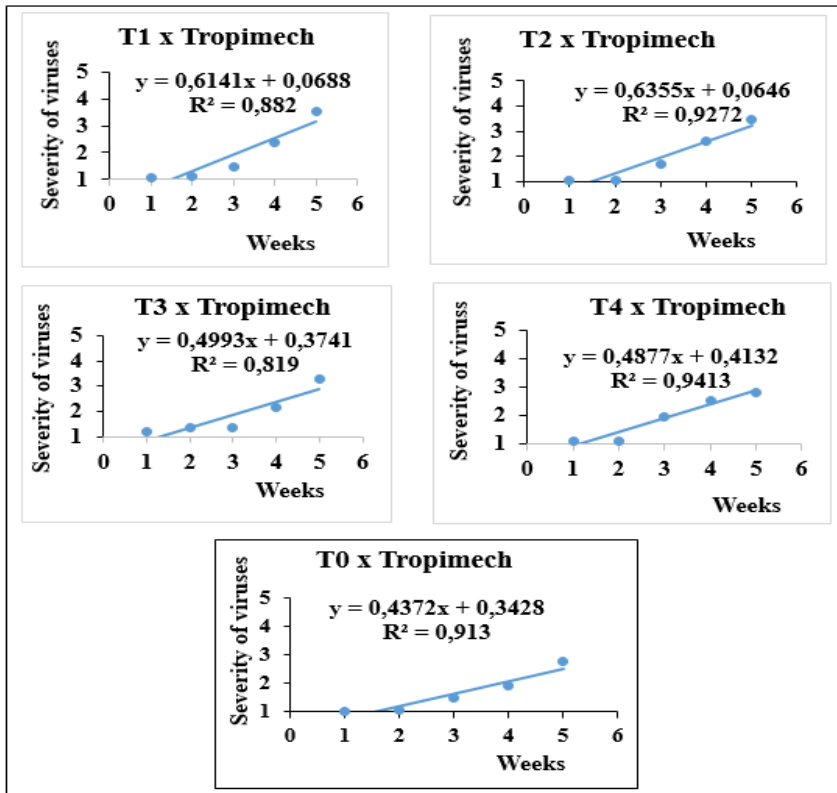 T1 x Tropimech
Severity of viruses
y = 0,6141x + 0,0688
R² = 0,882
5
4
3
2
1
0 1 2 3 4 5 6
Weeks
T2 x Tropimech
Severity of viruses
y = 0,6355x + 0,0646
R² = 0,9272
5
4
3
2
1
0 1 2 3 4 5 6
Weeks
T3 x Tropimech
Severity of viruses
y = 0,4993x + 0,3741
R² = 0,819
5
4
3
2
1
0 1 2 3 4 5 6
Weeks
T4 x Tropimech
Severity of viruss
y = 0,4877x + 0,4132
R² = 0,9413
5
4
3
2
1
0 1 2 3 4 5 6
Weeks
T0 x Tropimech
Severity of viruses
y = 0,4372x + 0,3428
R² = 0,913
5
4
3
2
1
0 1 2 3 4 5 6
Weeks